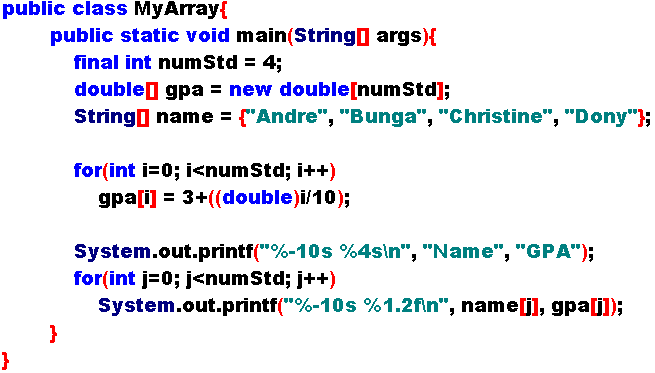 public class MyArray{
public static void main(String[] args){
final int numStd = 4;
double[] gpa = new double[numStd];
String[] name = {"Andre", "Bunga", "Christine", "Dony"};
for(int i=0; i<numStd; i++)
gpa[i] = 3+((double)i/10);
System.out.printf("%-10s %4s\n", "Name", "GPA");
for(int j=0; j<numStd; j++)
System.out.printf("%-10s %1.2f\n", name[j], gpa[j]);
}
}